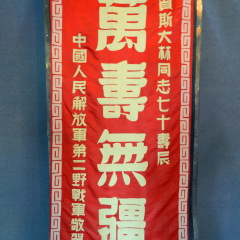 賀斯大林同志七十壽辰
萬壽無疆
中國人民解放軍第二野戰軍敬